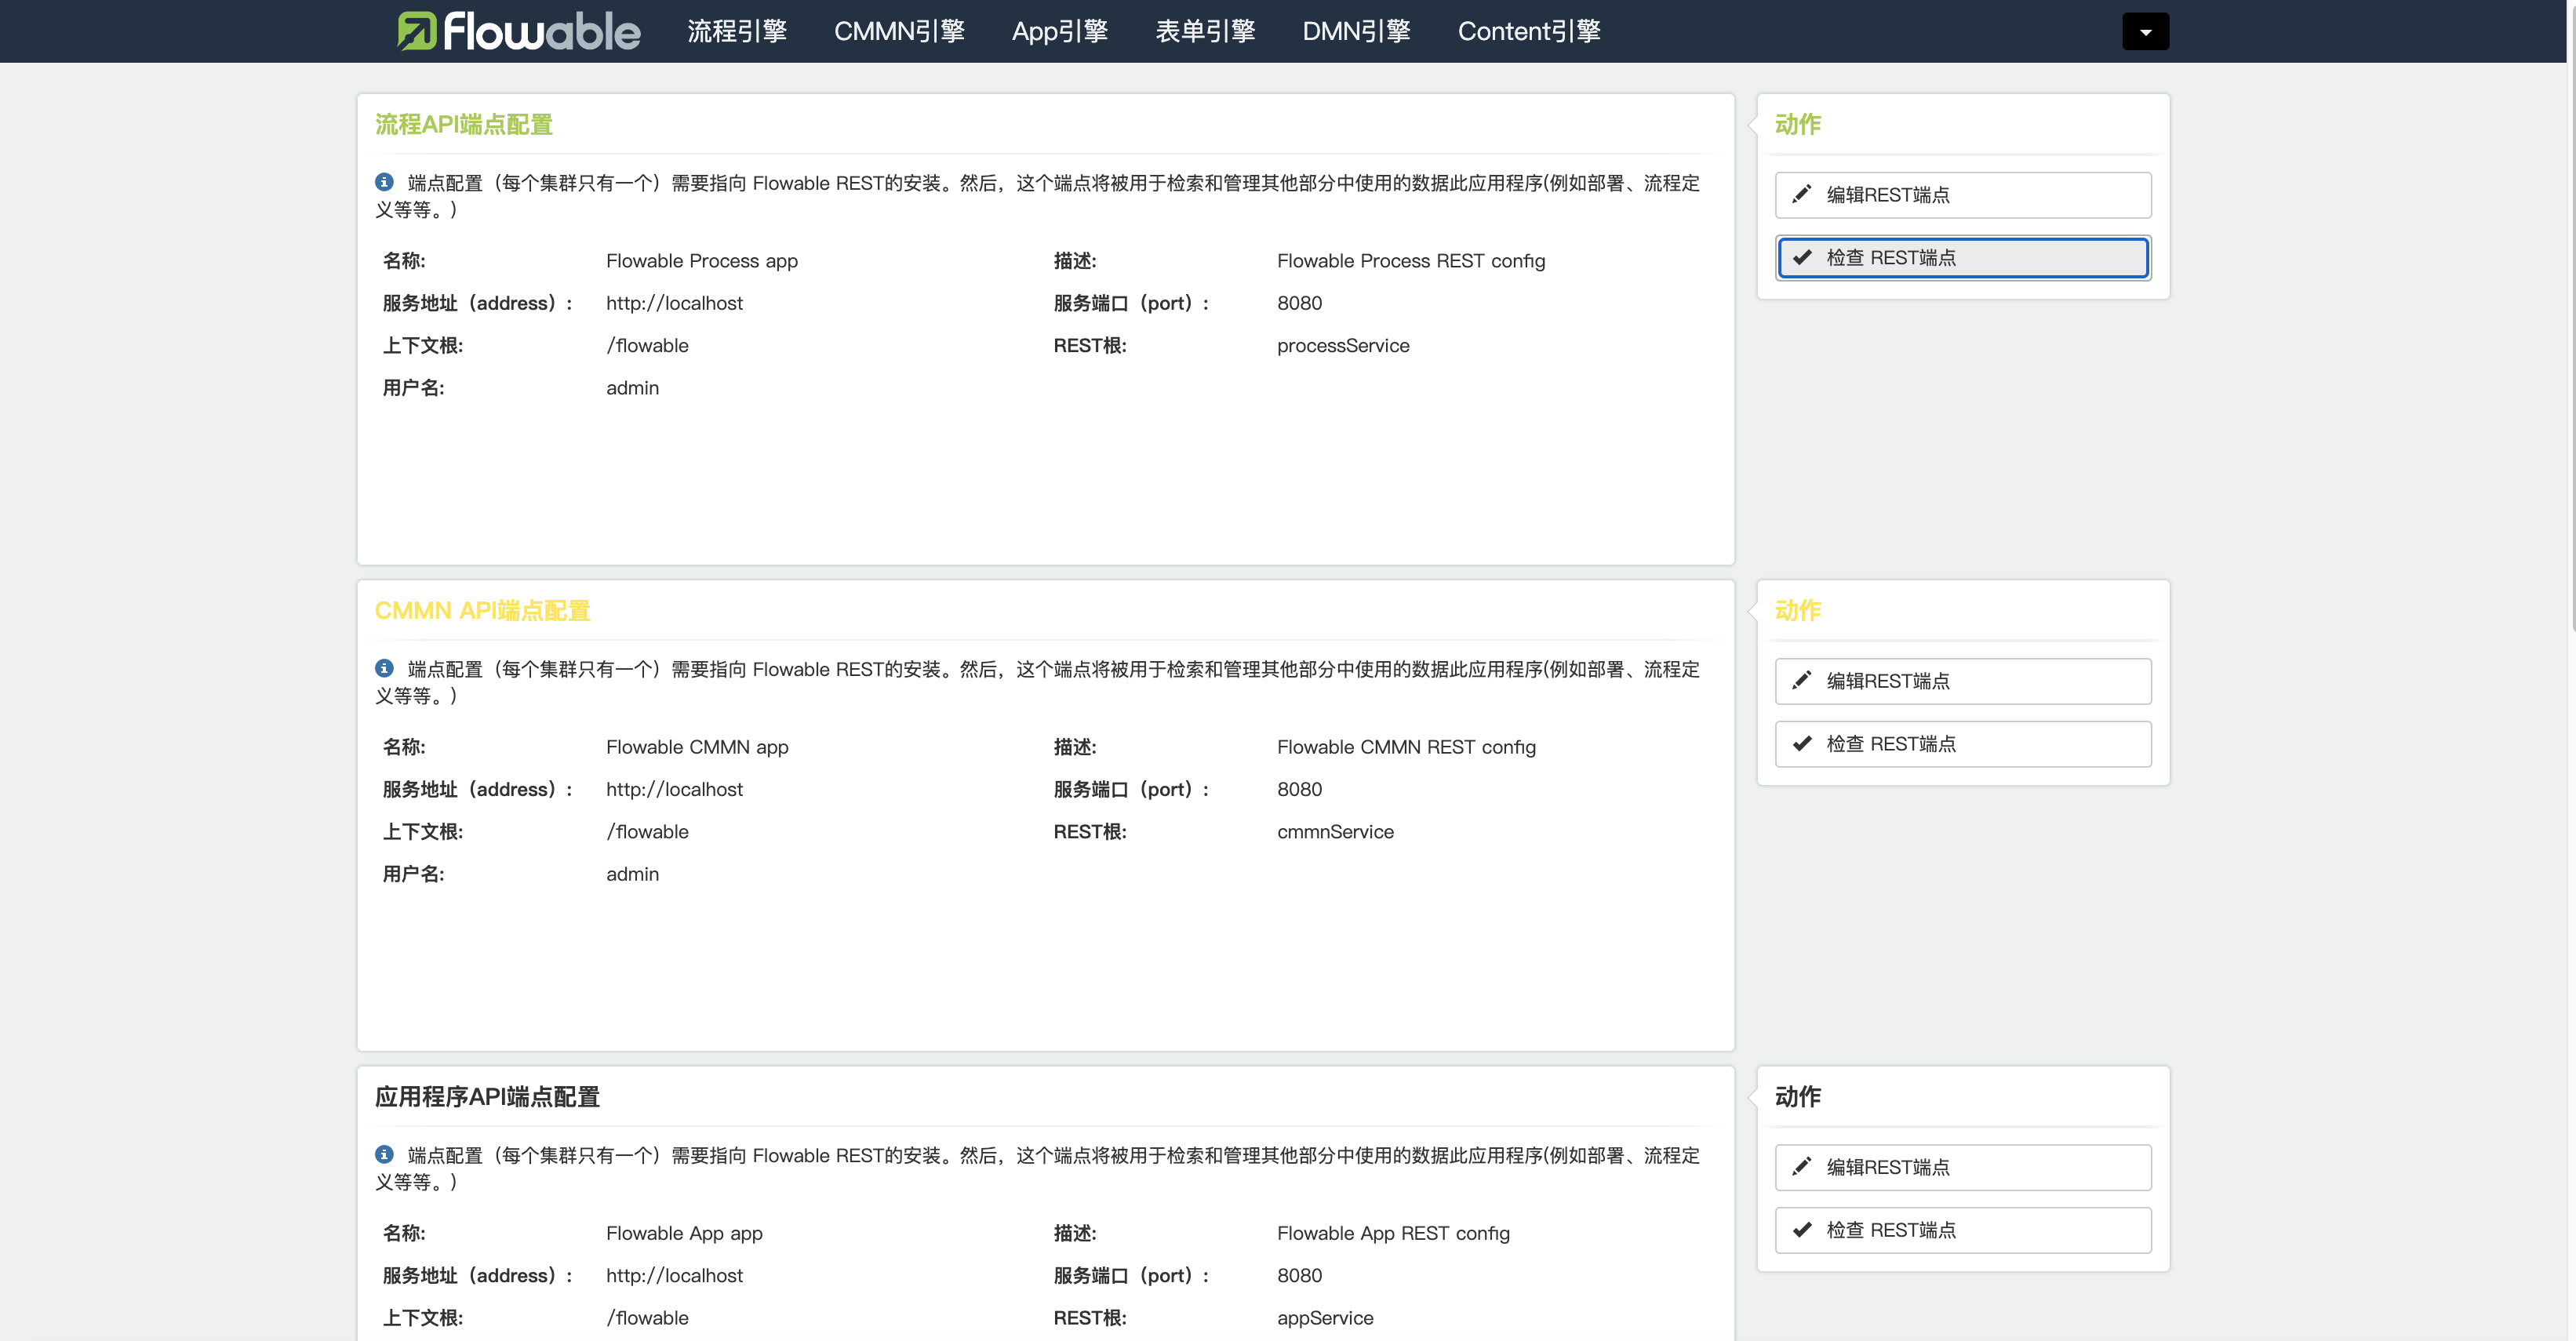 flowable 流程引擎 CMMN引擎 App引擎 表单引擎 DMN引擎 Content引擎
流程API端点配置
端点配置（每个集群只有一个）需要指向 Flowable REST的安装。然后，这个端点将被用于检索和管理其他部分中使用的数据此应用程序(例如部署、流程定
义等等。)
名称: Flowable Process app 描述: Flowable Process REST config
服务地址（address）: http://localhost 服务端口（port）: 8080
上下文根: /flowable REST根: processService
用户名: admin
动作
编辑REST端点
检查 REST端点
CMMN API端点配置
端点配置（每个集群只有一个）需要指向 Flowable REST的安装。然后，这个端点将被用于检索和管理其他部分中使用的数据此应用程序(例如部署、流程定
义等等。)
名称: Flowable CMMN app 描述: Flowable CMMN REST config
服务地址（address）: http://localhost 服务端口（port）: 8080
上下文根: /flowable REST根: cmmnService
用户名: admin
动作
编辑REST端点
检查 REST端点
应用程序API端点配置
端点配置（每个集群只有一个）需要指向 Flowable REST的安装。然后，这个端点将被用于检索和管理其他部分中使用的数据此应用程序(例如部署、流程定
义等等。)
名称: Flowable App app 描述: Flowable App REST config
服务地址（address）: http://localhost 服务端口（port）: 8080
上下文根: /flowable REST根: appService
动作
编辑REST端点
检查 REST端点